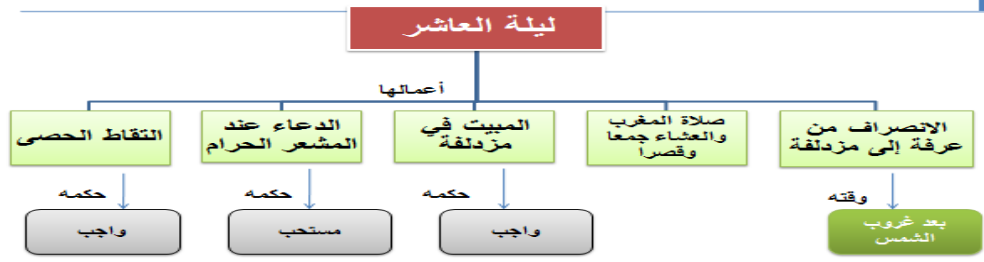 ليلة العاشر
أعمالها
الانصراف من
عرفة إلى مزدلفة
صلاة المغرب
والعشاء جمعا
وقصرا
المبيت في
مزدلفة
الدعاء عند
المشعر الحرام
التقاط الحصى
وقته
حكمه
حكمه
حكمه
بعد غروب
الشمس
واجب
مستحب
واجب